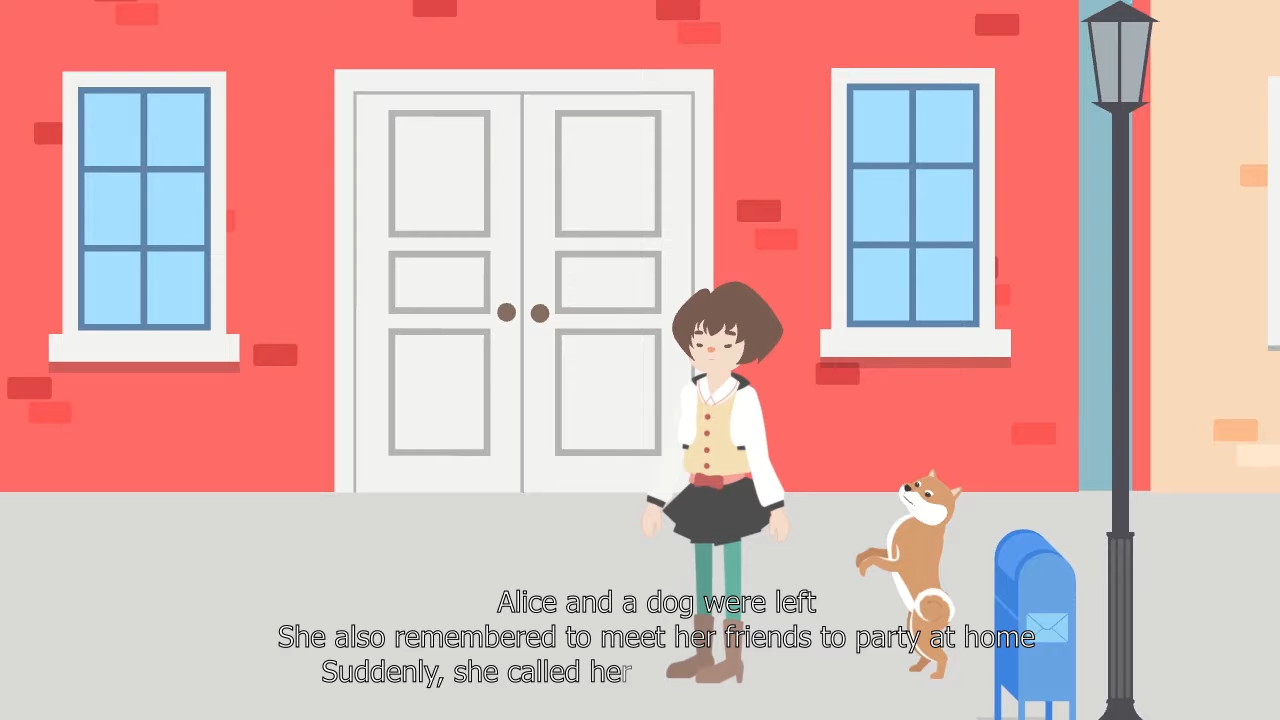 Alice and a dog were left
She also remembered to meet her friends to party at home
Suddenly, she called her